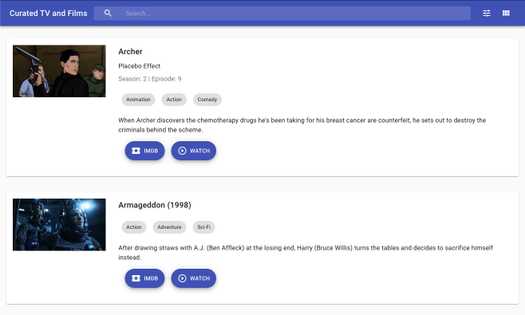 Curated TV and Films
Search...
Archer
Placebo Effect
Season: 2 | Episode: 9
Animation
Action
Comedy
When Archer discovers the chemotherapy drugs he's been taking for his breast cancer are counterfeit, he sets out to destroy the
criminals behind the scheme.
IMDB
WATCH
Armageddon (1998)
Action
Adventure
Sci-Fi
After drawing straws with A.J. (Ben Affleck) at the losing end, Harry (Bruce Willis) turns the tables and decides to sacrifice himself
instead.
IMDB
WATCH